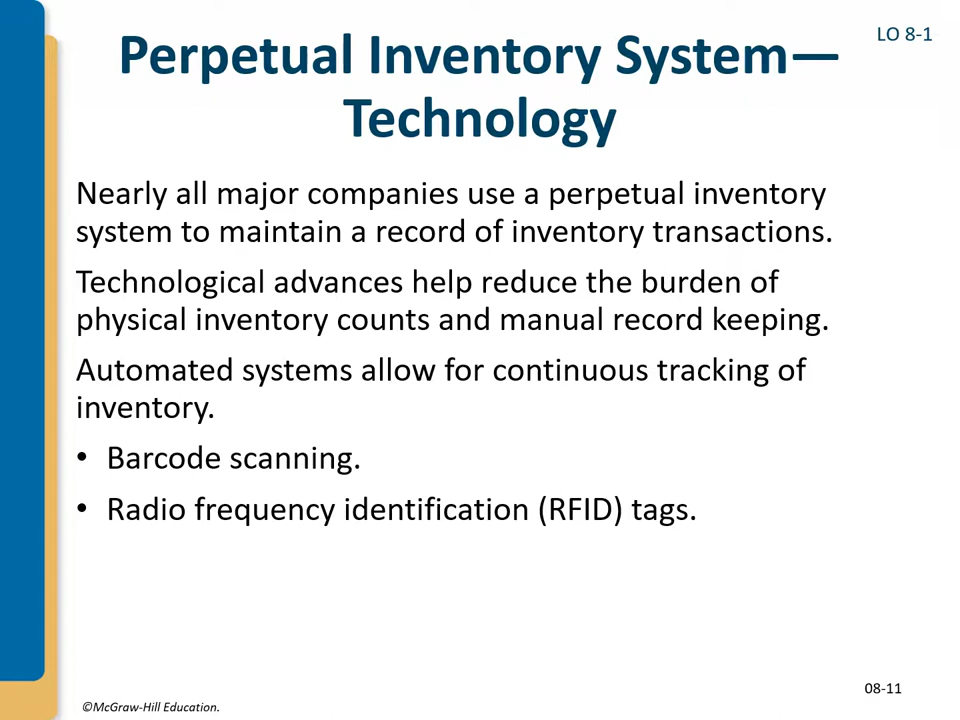 LO 8-1
Perpetual Inventory System—
Technology
Nearly all major companies use a perpetual inventory
system to maintain a record of inventory transactions.
Technological advances help reduce the burden of
physical inventory counts and manual record keeping.
Automated systems allow for continuous tracking of
inventory.
• Barcode scanning.
• Radio frequency identification (RFID) tags.
08-11
©McGraw-Hill Education.